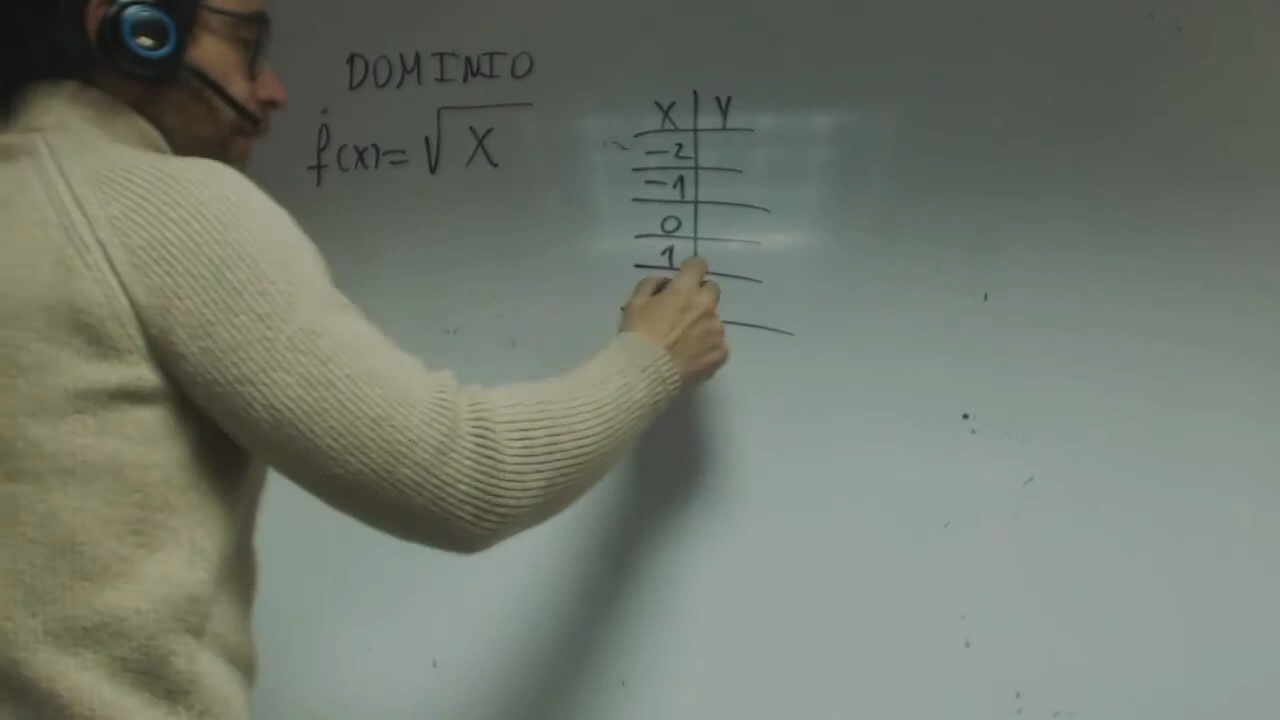 DOMINIO
f(x)=√X
X Y
-2
-1
0
1